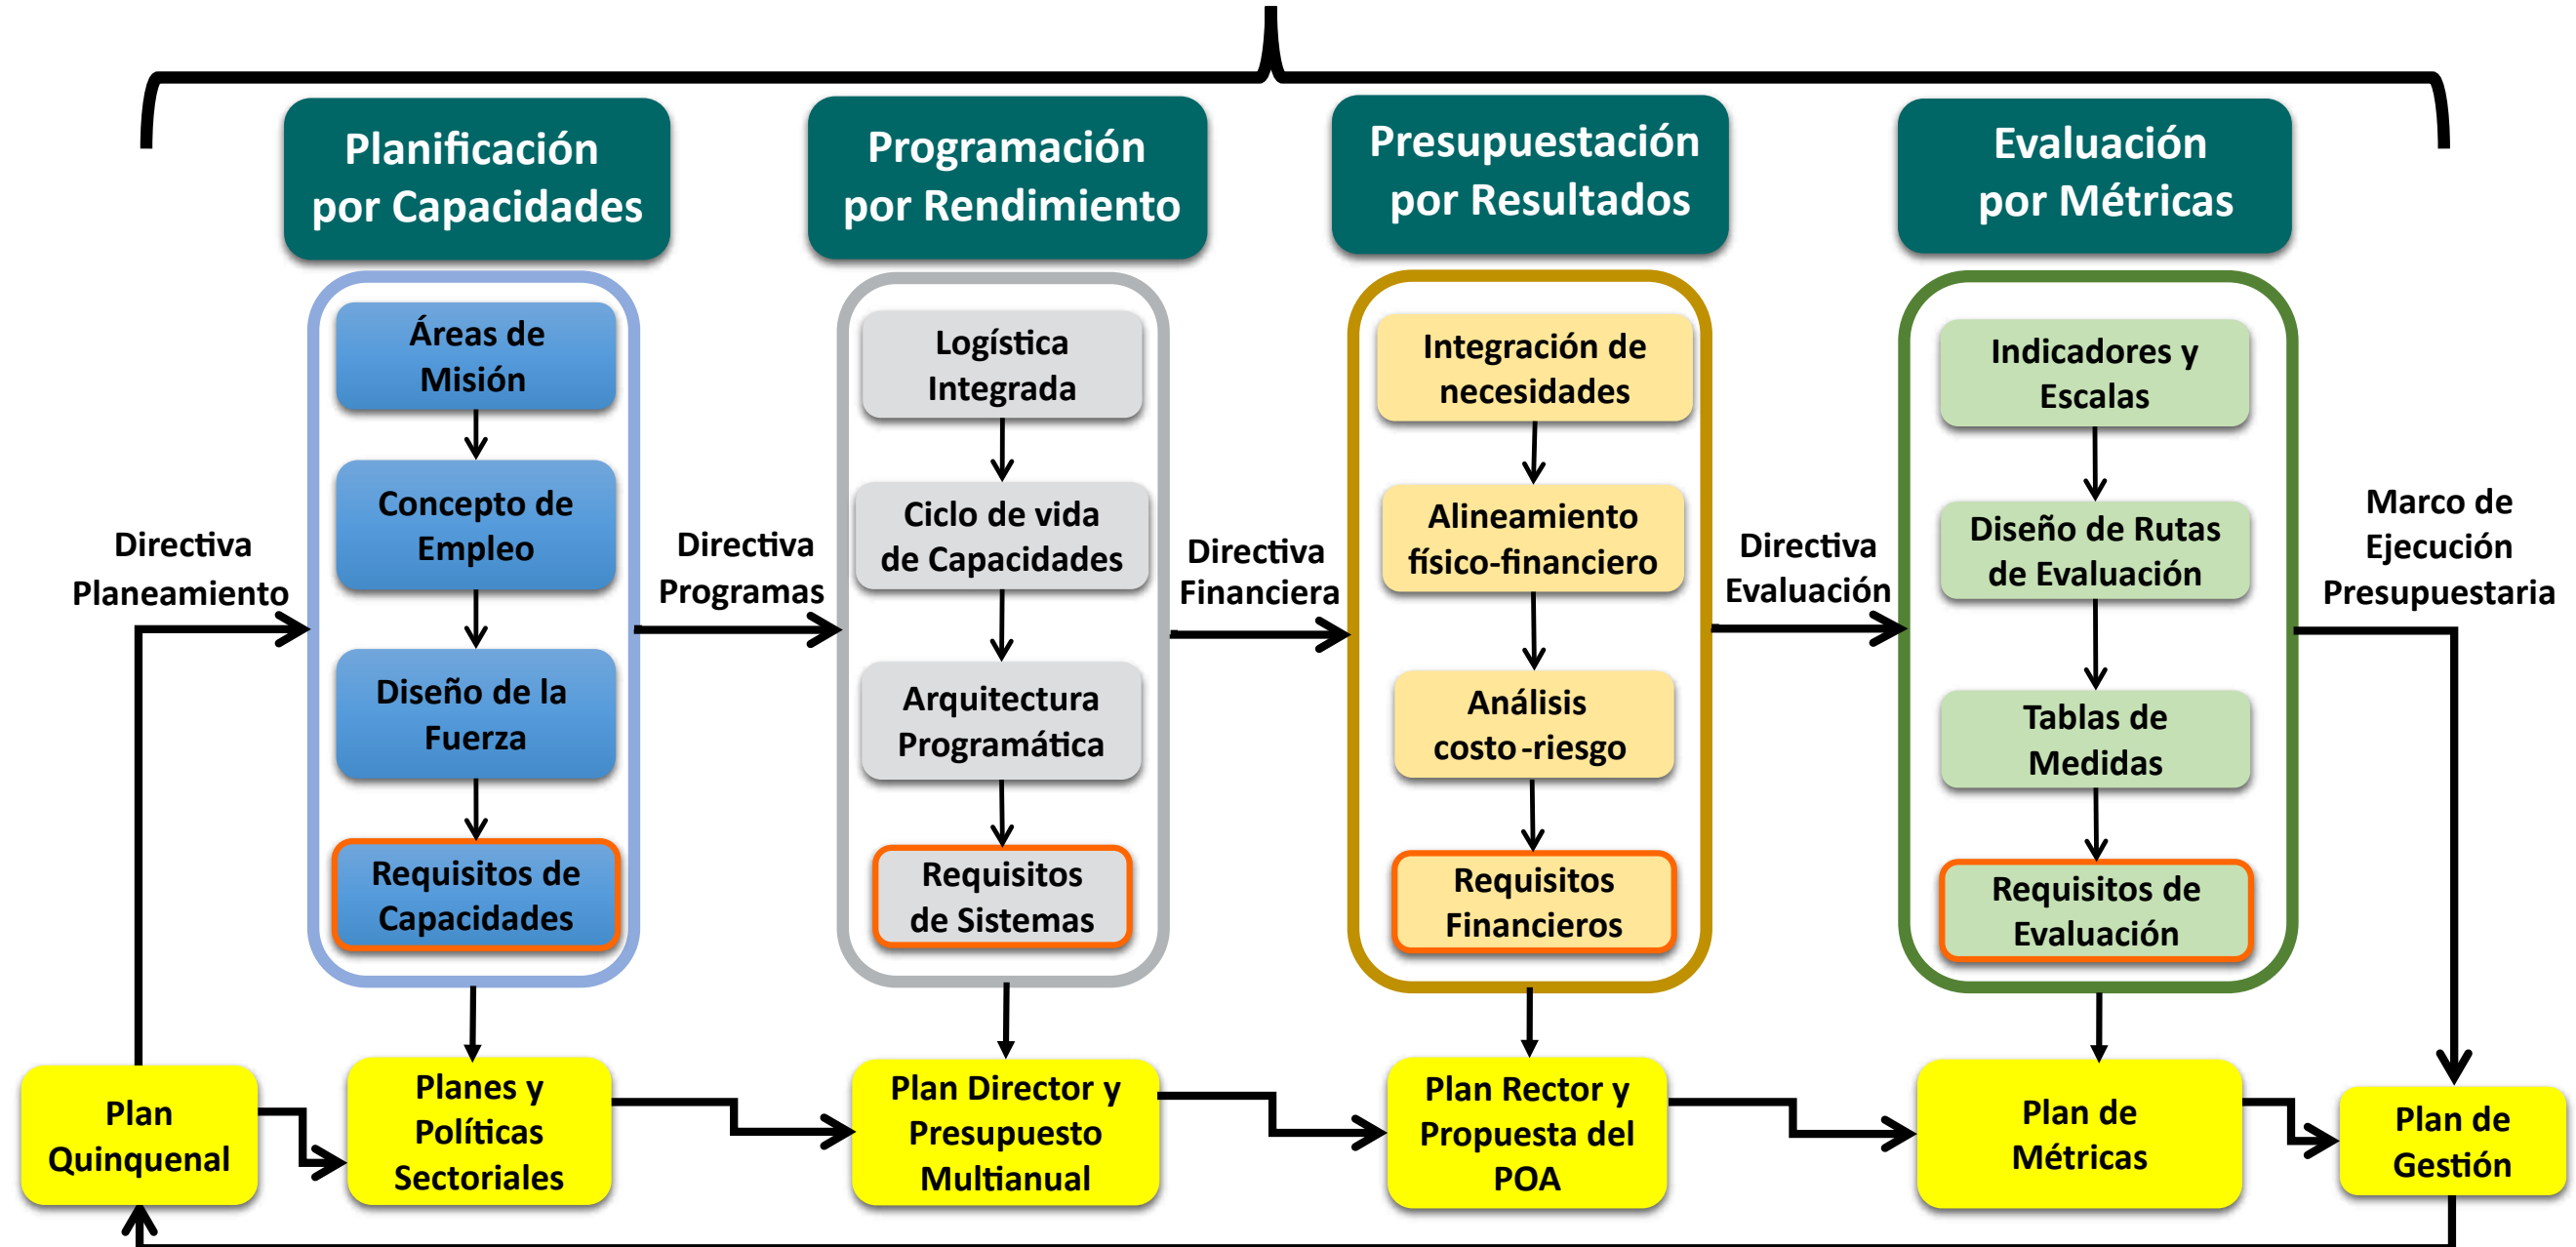 Planificación
por Capacidades
Programación
por Rendimiento
Presupuestación
por Resultados
Evaluación
por Métricas
Directiva
Planeamiento
Áreas de
Misión
Concepto de
Empleo
Diseño de la
Fuerza
Requisitos de
Capacidades
Directiva
Programas
Logística
Integrada
Ciclo de vida
de Capacidades
Arquitectura
Programática
Requisitos
de Sistemas
Directiva
Financiera
Integración de
necesidades
Alineamiento
físico-financiero
Análisis
costo-riesgo
Requisitos
Financieros
Directiva
Evaluación
Indicadores y
Escalas
Diseño de Rutas
de Evaluación
Tablas de
Medidas
Requisitos de
Evaluación
Marco de
Ejecución
Presupuestaria
Plan
Quinquenal
Planes y
Políticas
Sectoriales
Plan Director y
Presupuesto
Multianual
Plan Rector y
Propuesta del
POA
Plan de
Métricas
Plan de
Gestión